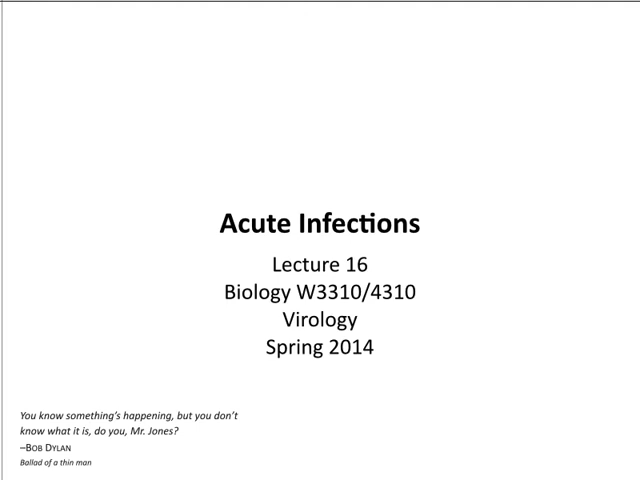 Acute Infections
Lecture 16
Biology W3310/4310
Virology
Spring 2014
You know something's happening, but you don't
know what it is, do you, Mr. Jones?
–BOB DYLAN
Ballad of a thin man